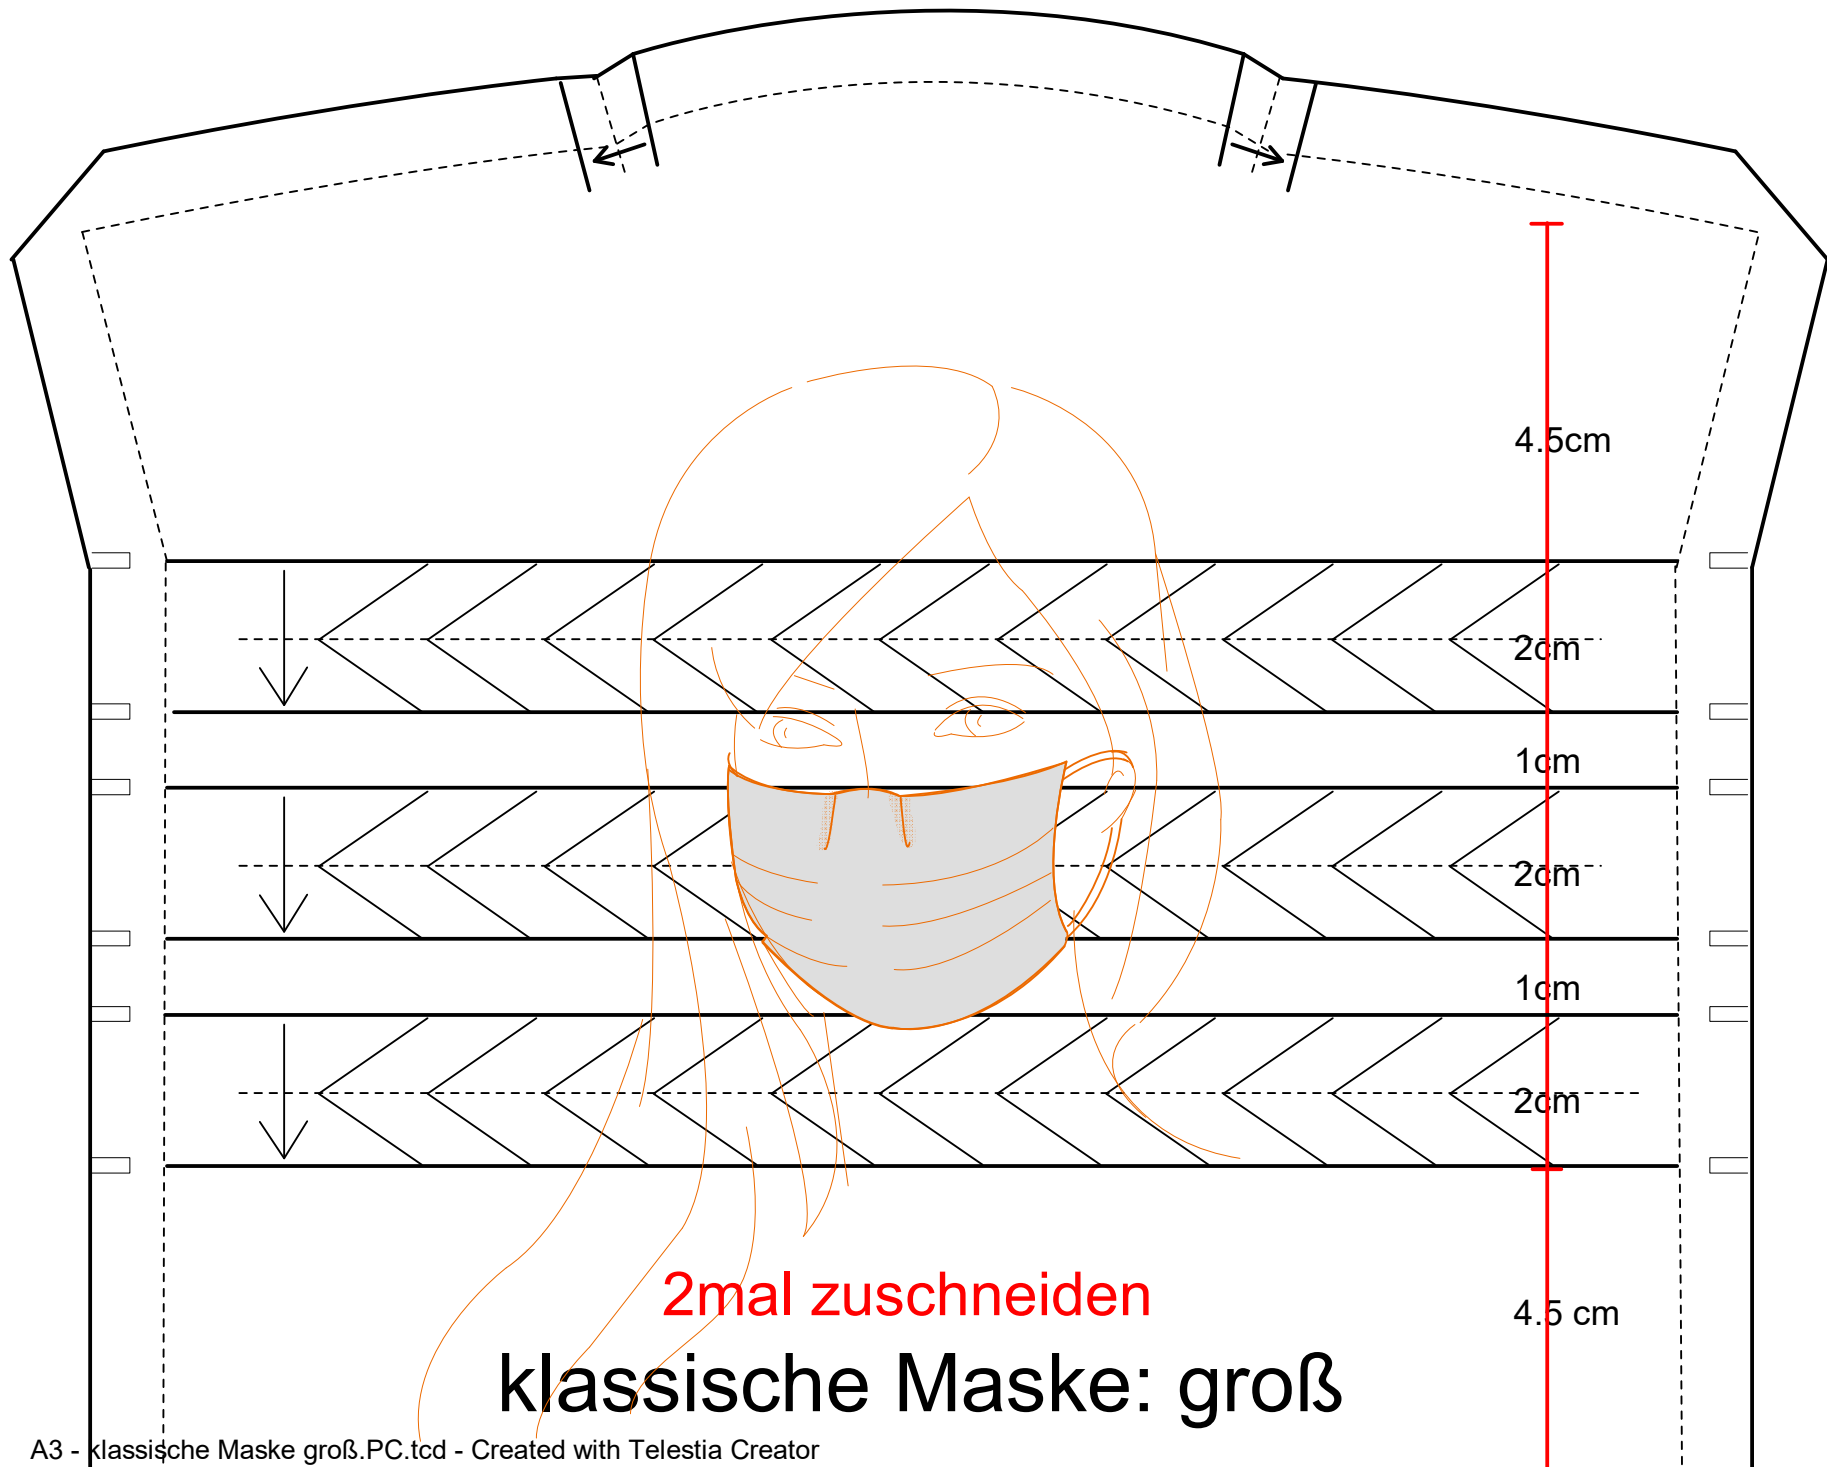 4.5cm
2cm
1cm
2cm
1cm
2cm
2mal zuschneiden
4.5 cm
klassische Maske: groß
A3 - klassische Maske groß.PC.tcd - Created with Telestia Creator